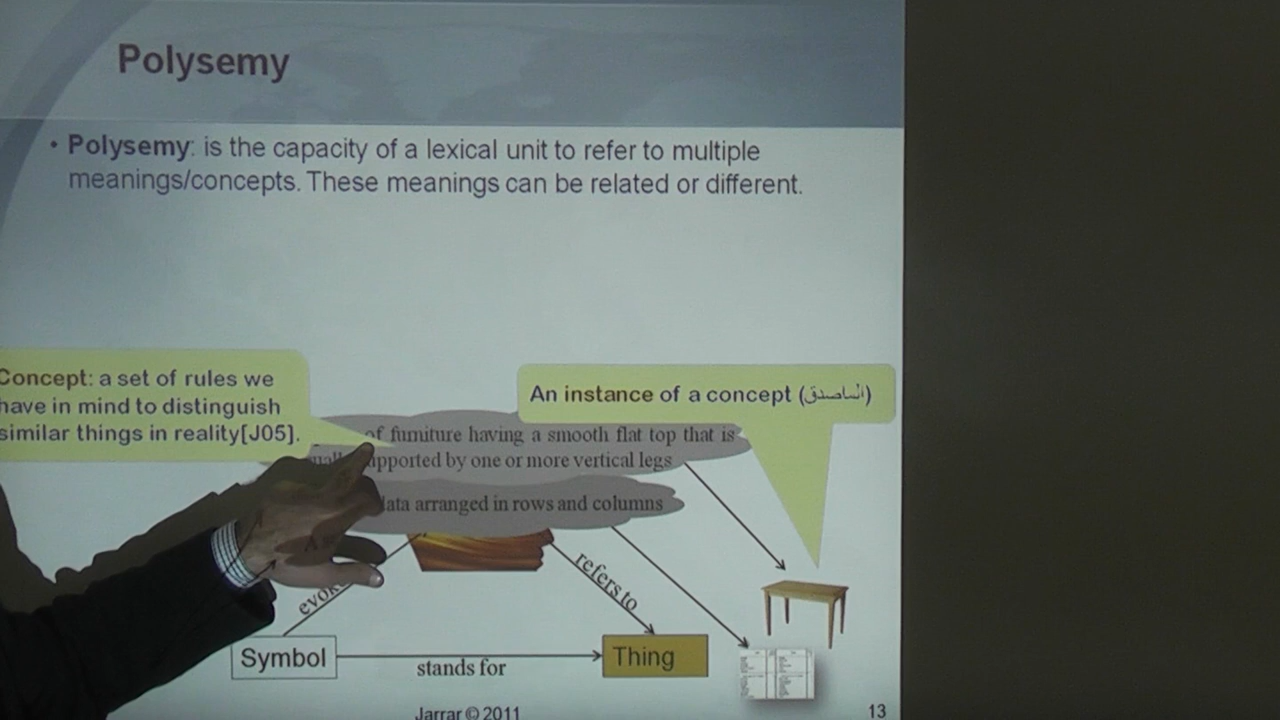 Polysemy
• Polysemy: is the capacity of a lexical unit to refer to multiple
meanings/concepts. These meanings can be related or different.
Concept: a set of rules we
have in mind to distinguish
similar things in reality[J05].
An instance of a concept (الماصدق)
of furniture having a smooth flat top that is
supported by one or more vertical legs
data arranged in rows and columns
refers to
Symbol
stands for
Thing
Jarrar © 2011
13